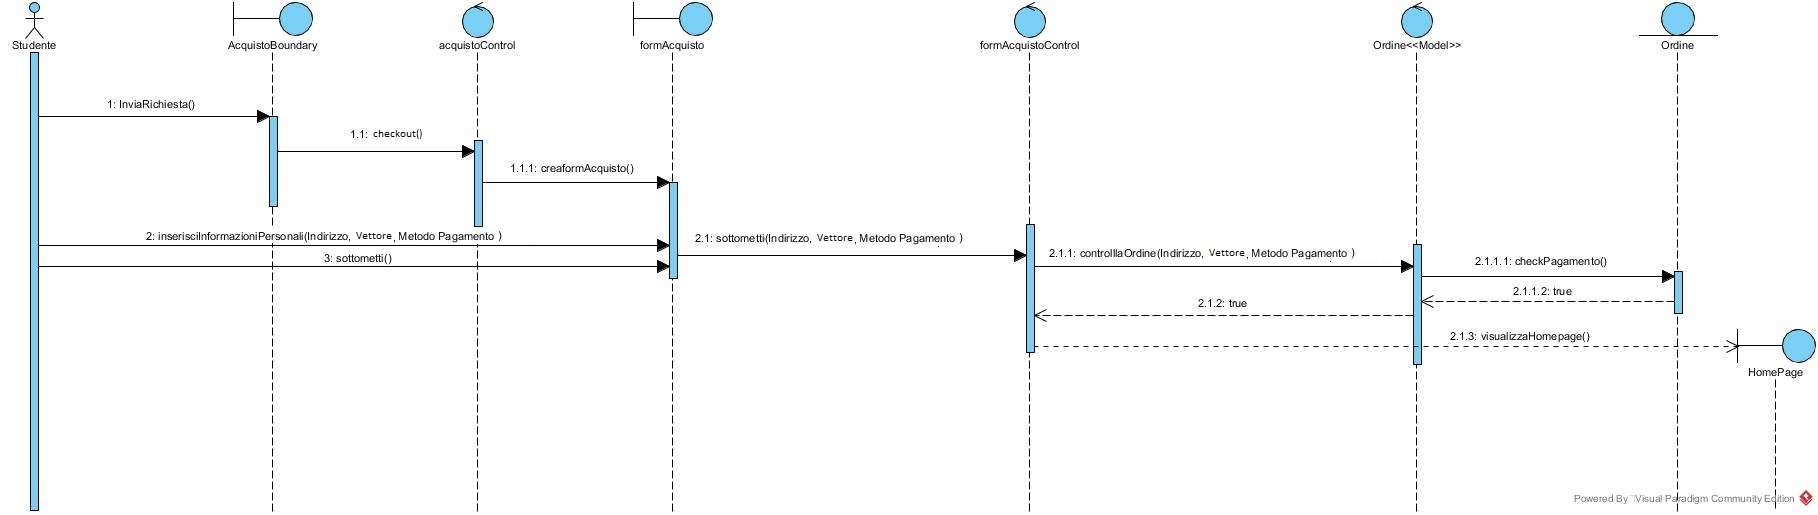 Studente
AcquistoBoundary
acquistoControl
formAcquisto
formAcquistoControl
Ordine<<Model>>
Ordine
1: InviaRichiesta()
1.1: checkout()
1.1.1: creaformAcquisto()
2: inserisciInformazioniPersonali(Indirizzo, Vettore, Metodo Pagamento )
2.1: sottometti(Indirizzo, Vettore, Metodo Pagamento )
3: sottometti()
2.1.1: controlllaOrdine(Indirizzo, Vettore, Metodo Pagamento )
2.1.1.1: checkPagamento()
2.1.1.2: true
2.1.2: true
2.1.3: visualizzaHomepage()
HomePage
Powered By Visual Paradigm Community Edition